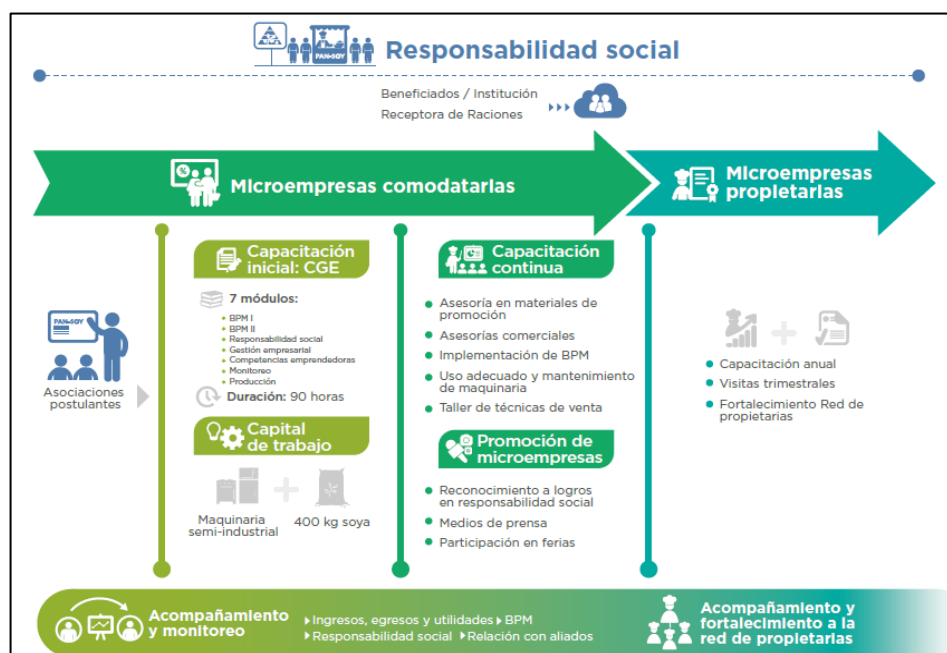 PAN-SOY
Responsabilidad social
Beneficiados / Institución
Receptora de Raciones
Microempresas comodatarias
Microempresas
propietarias
PAN-SOY
Asociaciones
postulantes
Capacitación
inicial: CGE
7 módulos:
BPM I
BPM II
Responsabilidad social
Gestión empresarial
Competencias emprendedoras
Monitoreo
Producción
Duración: 90 horas
Capital
de trabajo
Maquinaria
semi-industrial
400 kg soya
Capacitación
continua
Asesoría en materiales de
promoción
Asesorías comerciales
Implementación de BPM
Uso adecuado y mantenimiento
de maquinaria
Taller de técnicas de venta
Promoción de
microempresas
Reconocimiento a logros
en responsabilidad social
Medios de prensa
Participación en ferias
Capacitación anual
Visitas trimestrales
Fortalecimiento Red de
propietarias
Acompañamiento
y monitoreo
Ingresos, egresos y utilidades BPM
Responsabilidad social Relación con aliados
Acompañamiento y
fortalecimiento a la
red de propietarias